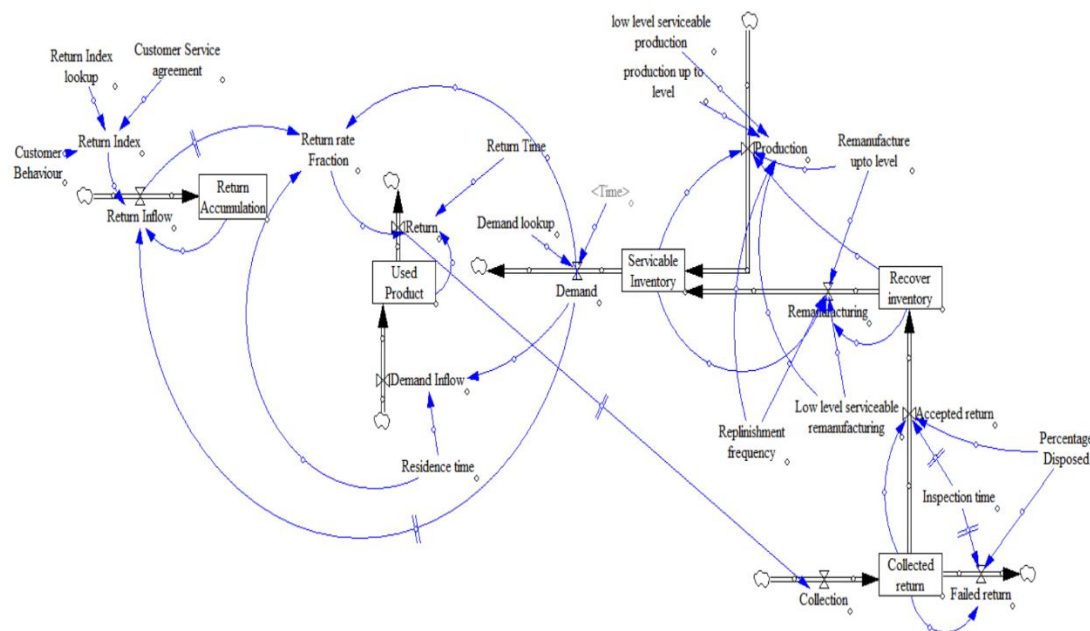 low level serviceable
production
production up to
level
Return Index
lookup
Customer Service
agreement
Return Index
Customer
Behaviour
Return rate
Fraction
Return Time
Production
Remanufacture
upto level
Return
Accumulation
Return Inflow
Return
<Time>
Demand lookup
Used
Product
Servicable
Inventory
Demand
Recover
inventory
Remanufacturing
Demand Inflow
Low level serviceable
remanufacturing
Replinishment
frequency
Accepted return
Percentage
Disposed
Residence time
Inspection time
Collected
return
Collection
Failed return